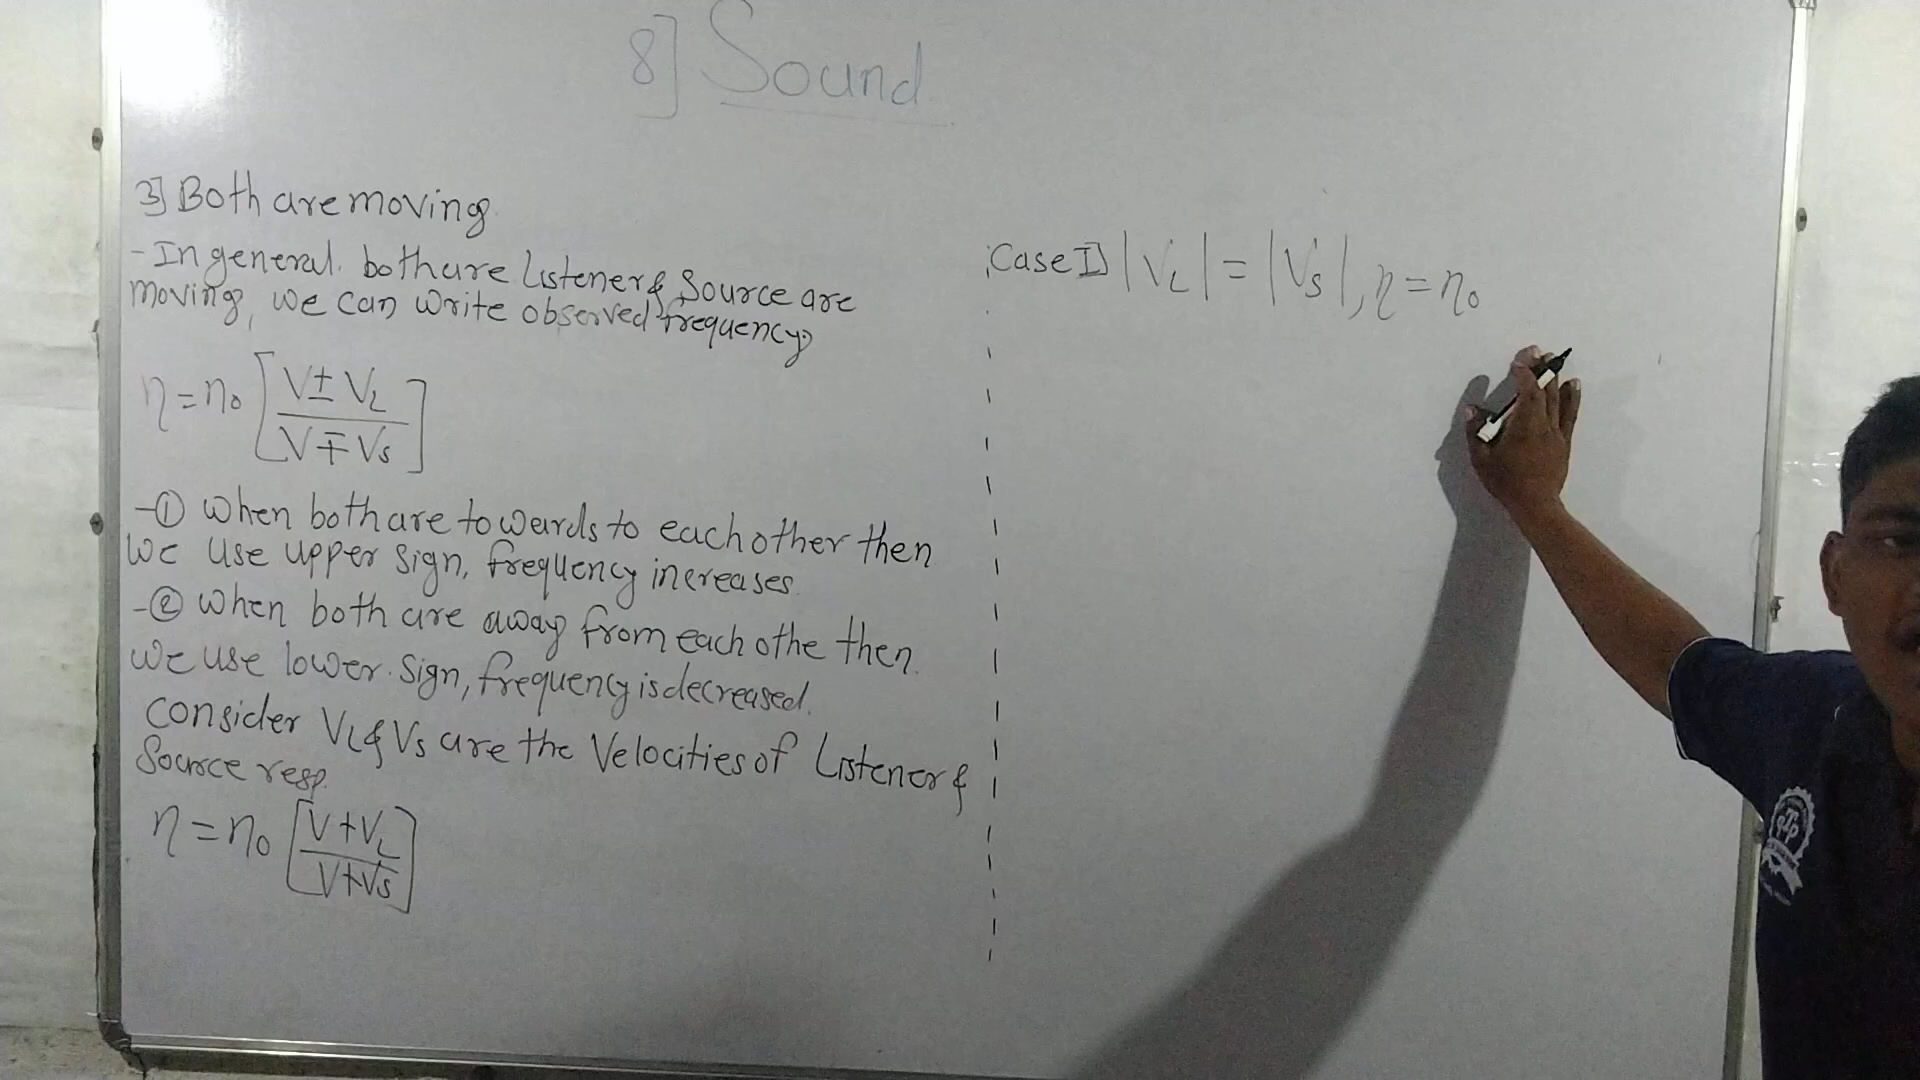 8] Sound
3] Both are moving
- In general. both are Listener & Source are
moving, we can write observed frequency,
η = η₀ [V ± V_L / V ∓ V_S]
- ① When both are towards to each other then
we use upper sign, frequency increases.
- ② When both are away from each othe then
we use lower sign, frequency is decreased.
consider V_L & V_S are the Velocities of Listener &
Source resp.
η = η₀ [V + V_L / V + V_S]
Case I] |V_L| = |V_S|, η = η₀